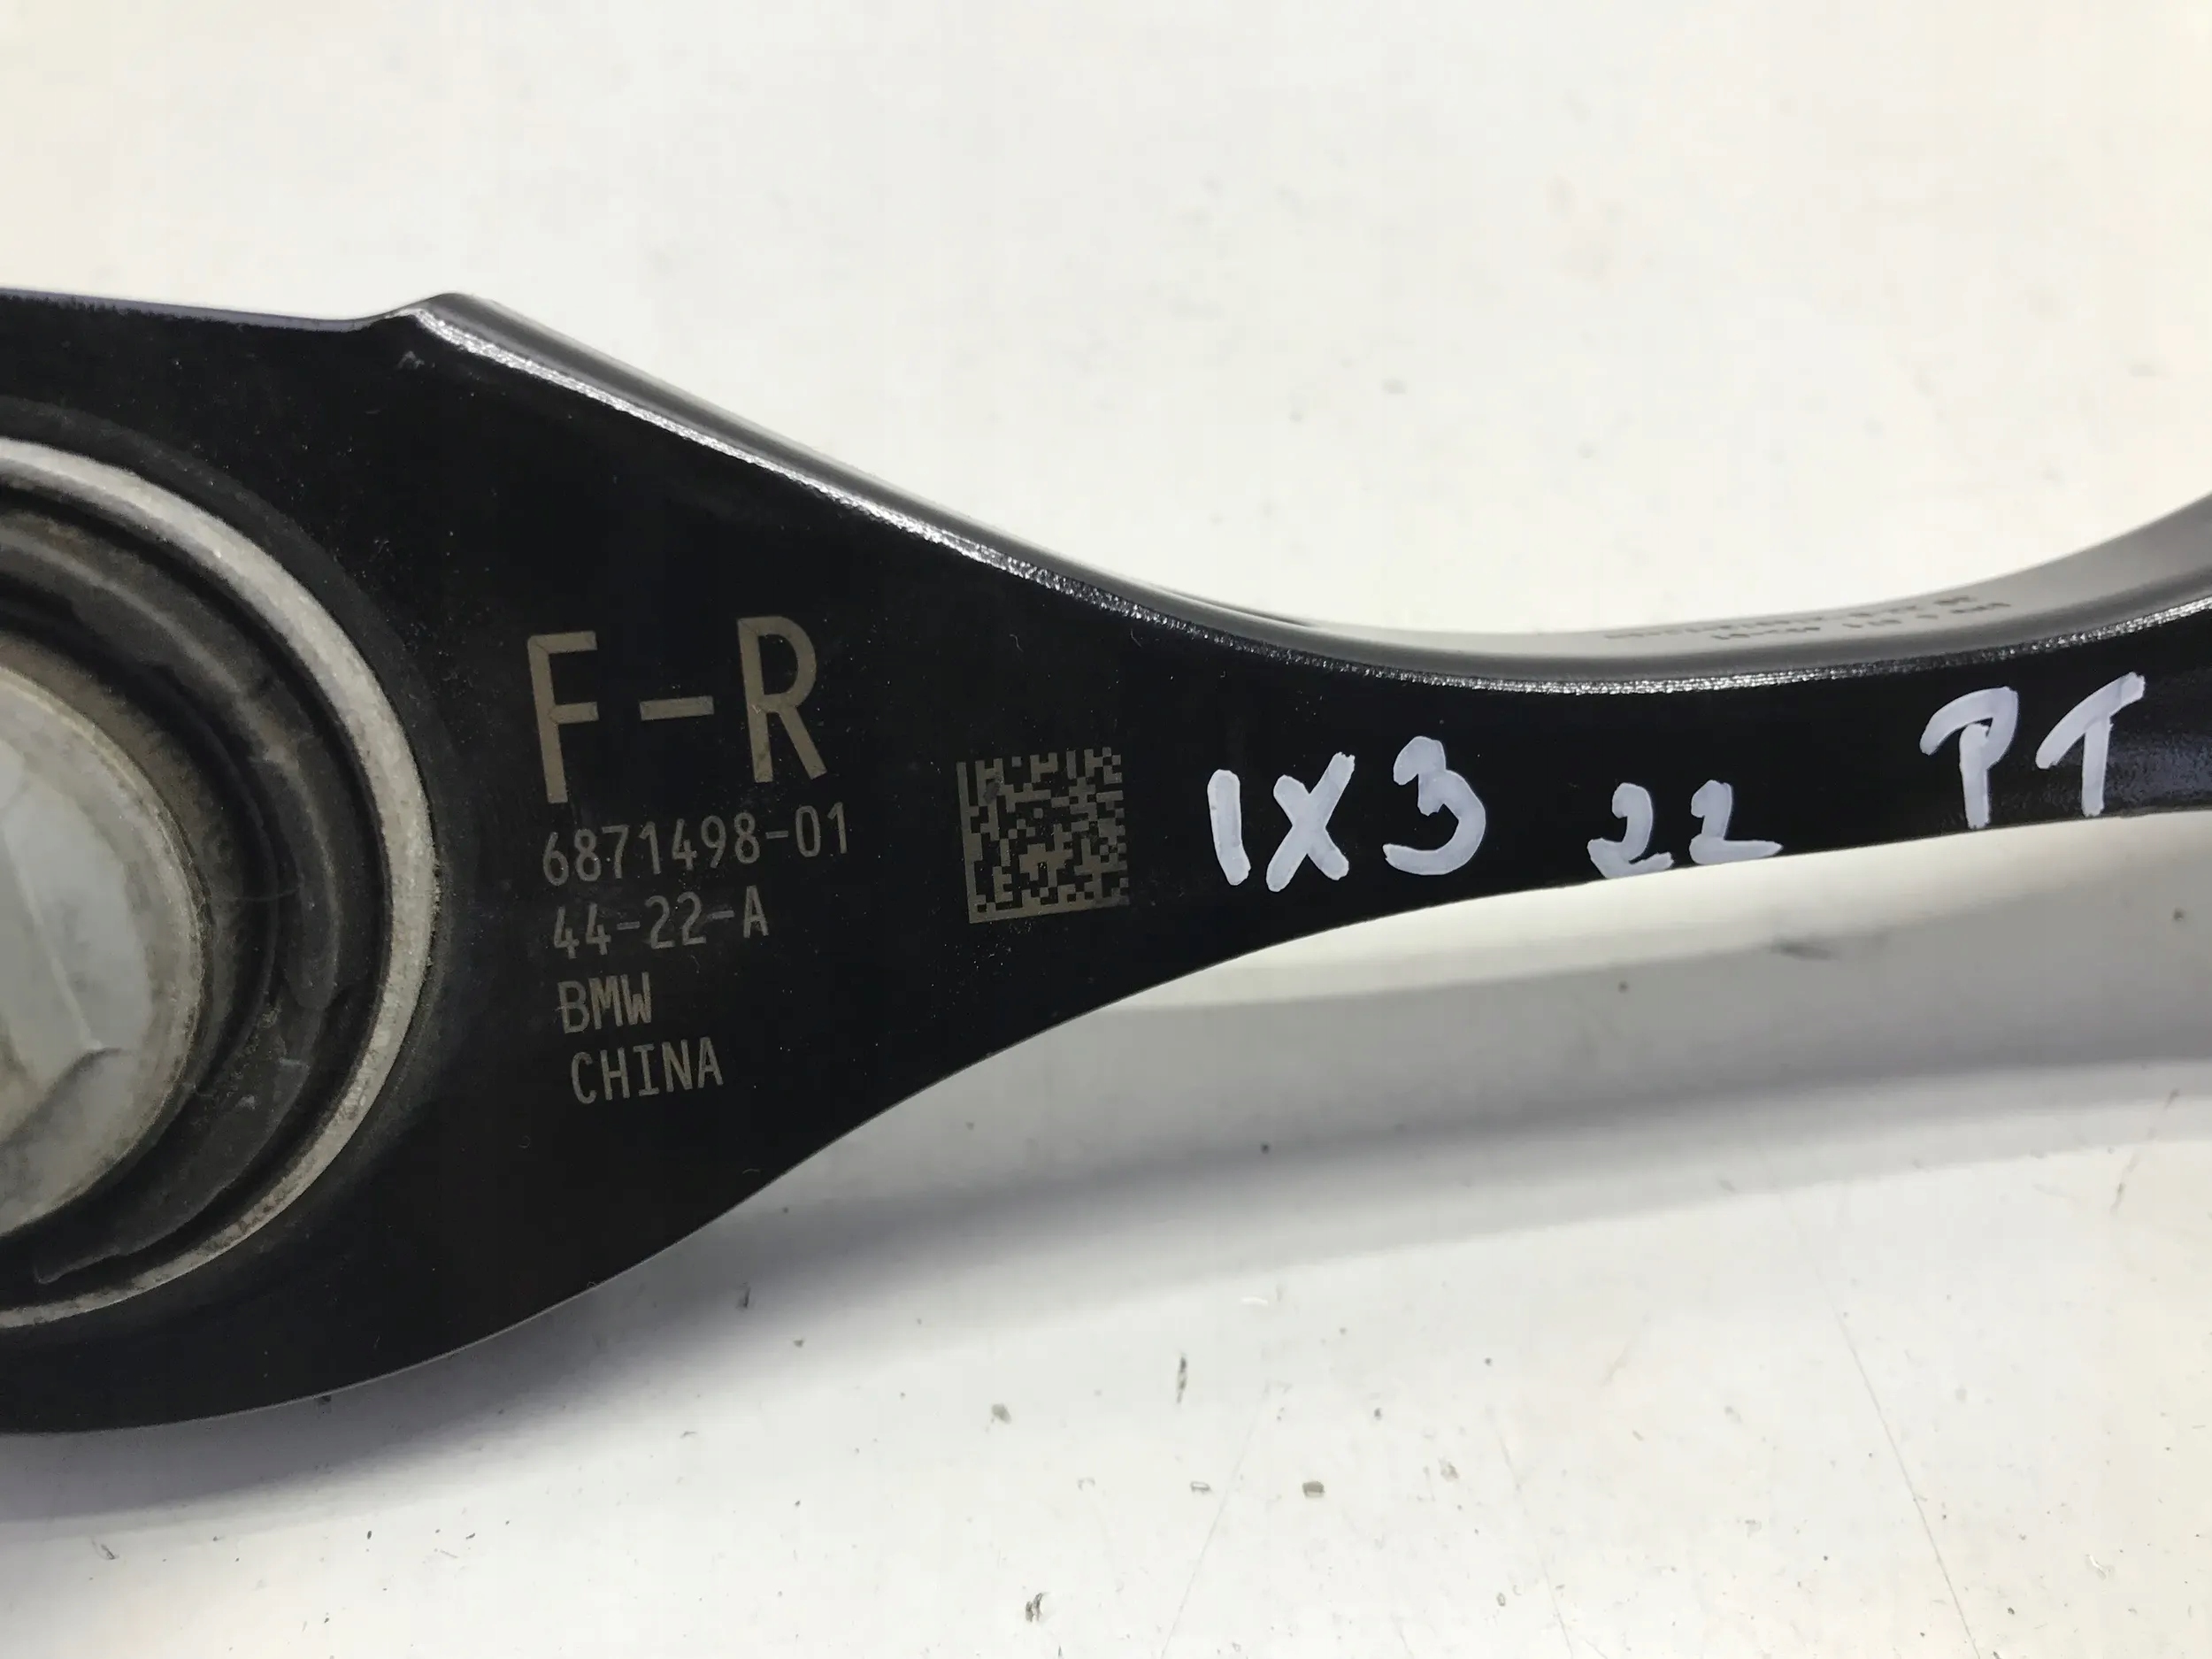 F-R
6871498-01
44-22-A
BMW
CHINA
IX3 22 PT